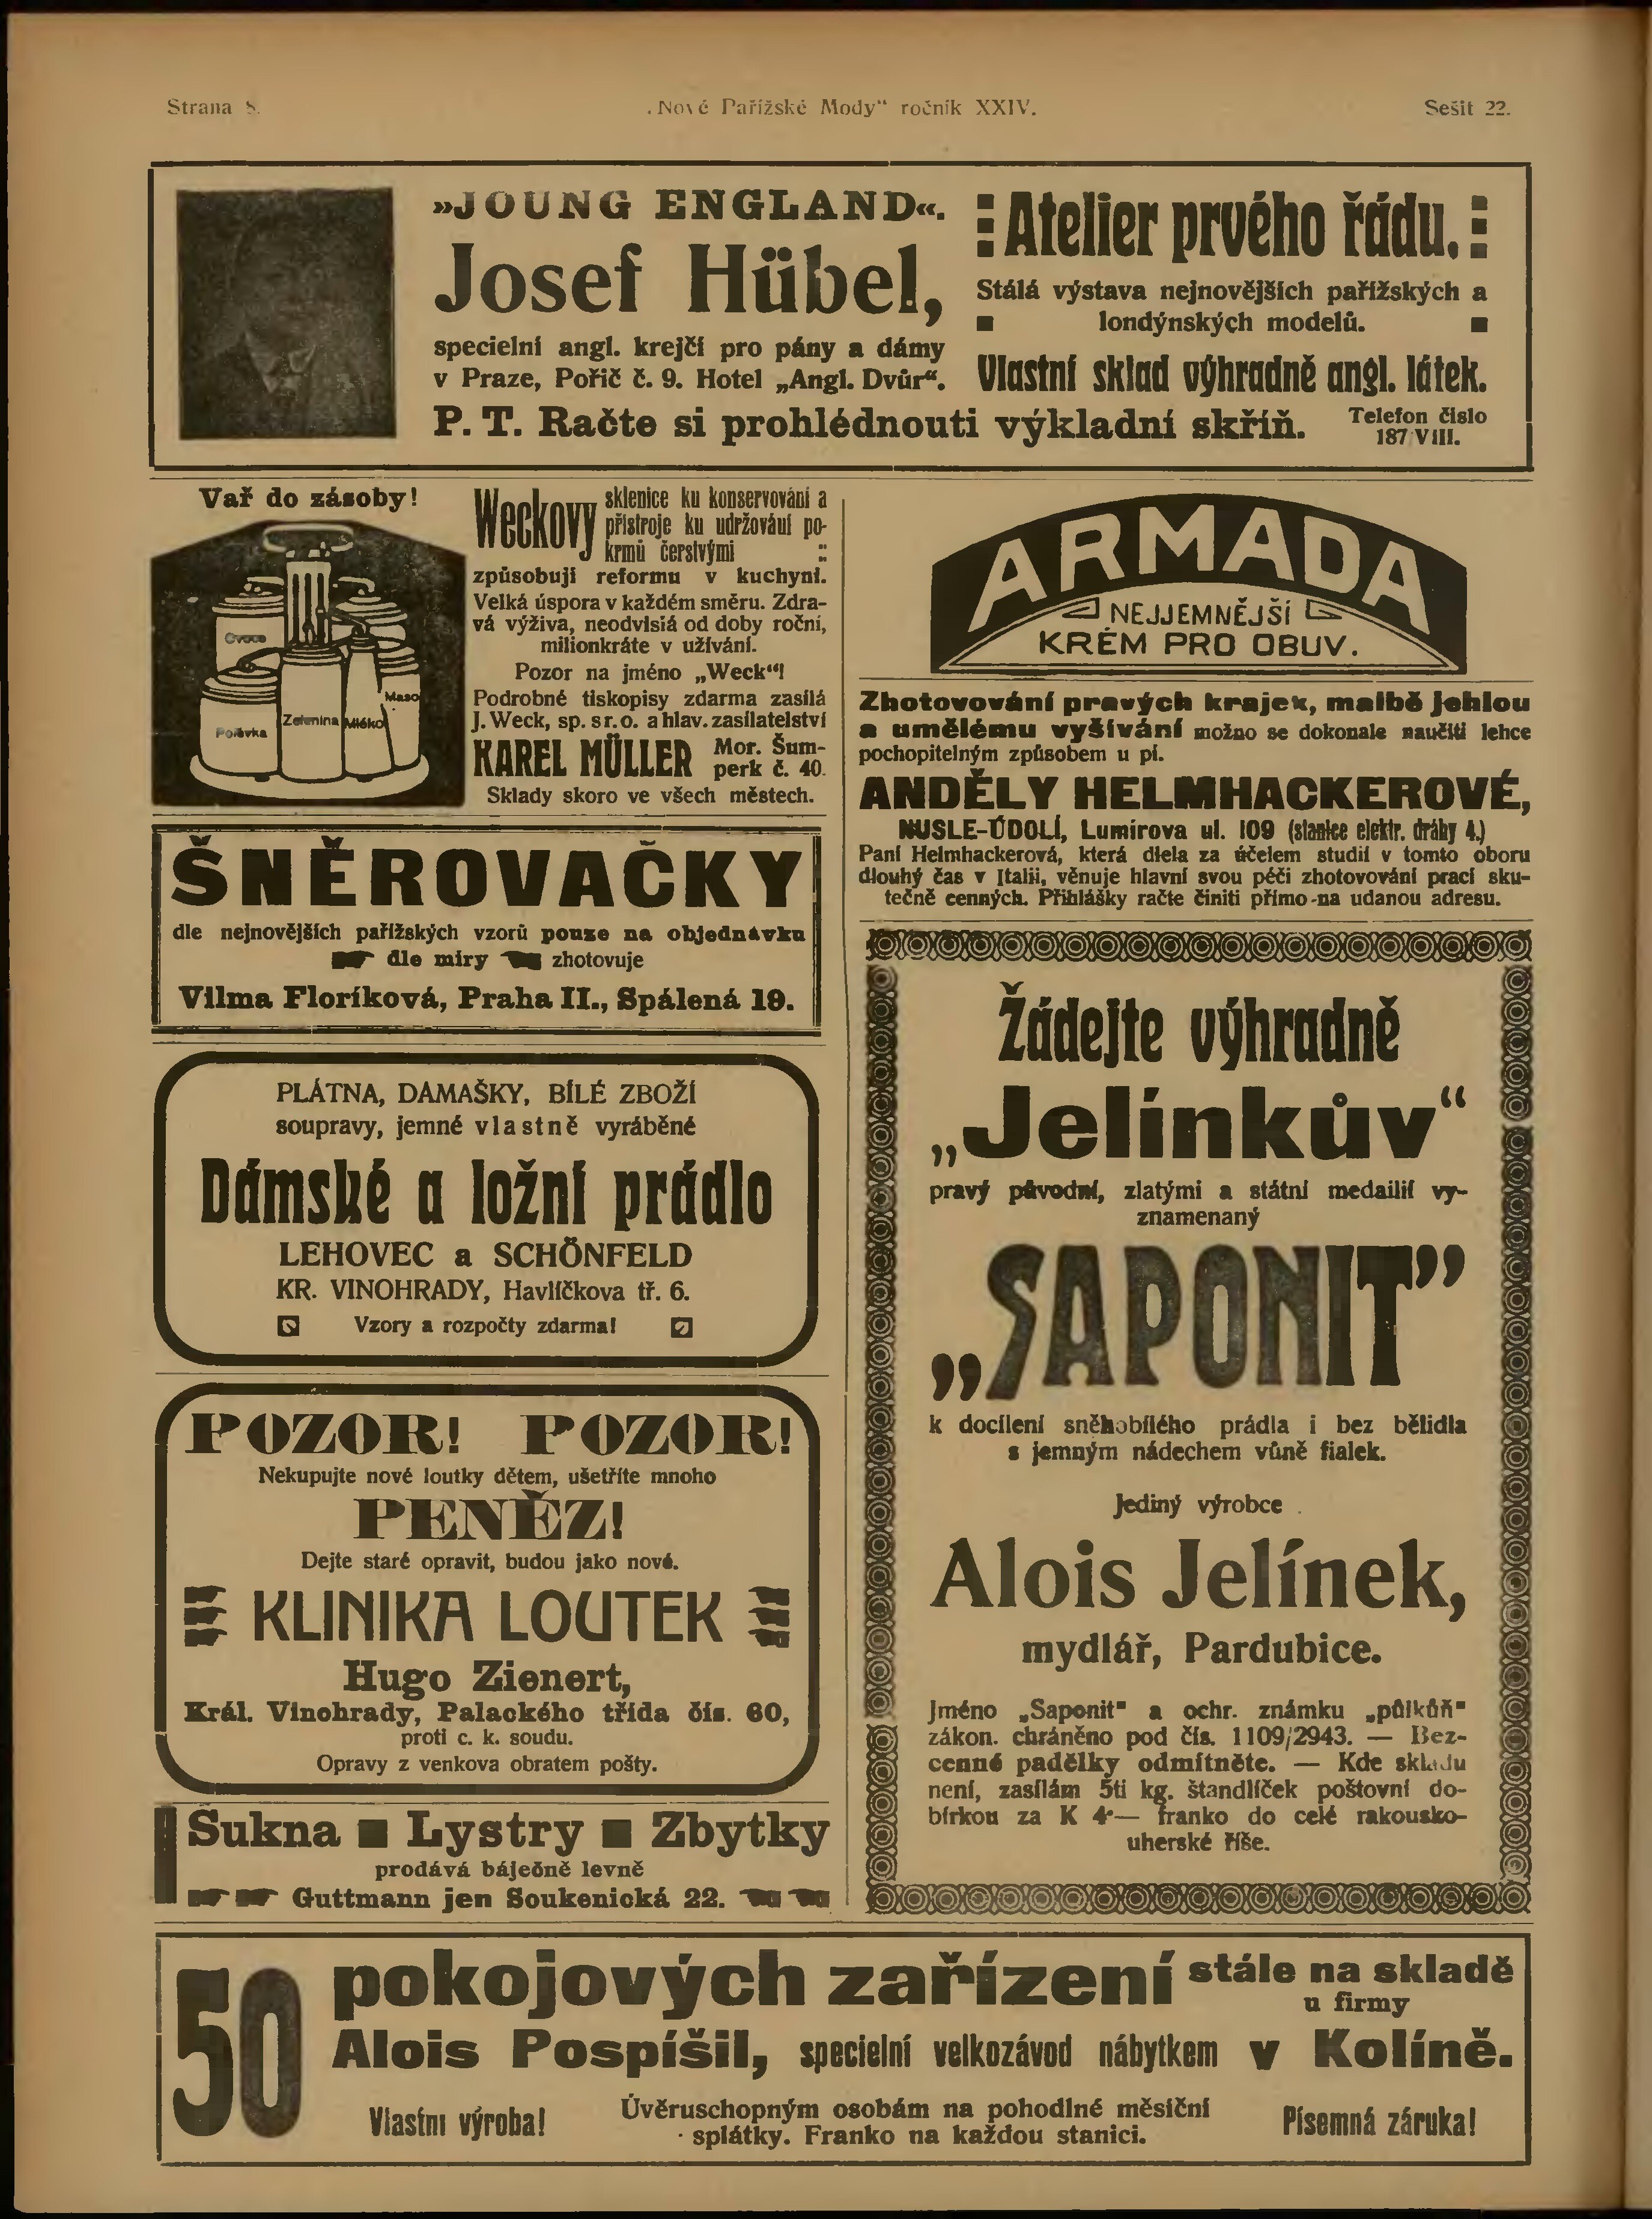 Strana 8.
„Nové Pařížské Mody“ ročník XXIV.
Sešit 22.
»JOUNG ENGLAND«.
Josef Hübel,
specielní angl. krejčí pro pány a dámy
v Praze, Pořič č. 9. Hotel „Angl. Dvůr“.
Atelier prvého řádu.
Stálá výstava nejnovějších pařížských a
londýnských modelů.
Vlastní sklad výhradně angl. látek.
P. T. Račte si prohlédnouti výkladní skříň.
Telefon číslo
187/VIII.
Vař do zásoby!
Ovoce
Polévka
Zelenina
Mléko
Maso
Weckovy
sklenice ku konservování a
přístroje ku udržování po-
krmů čerstvými
způsobují reformu v kuchyni.
Velká úspora v každém směru. Zdra-
vá výživa, neodvislá od doby roční,
milionkráte v užívání.
Pozor na jméno „Weck“!
Podrobné tiskopisy zdarma zasílá
J. Weck, sp. s r. o. a hlav. zasílatelství
KAREL MÜLLER
Mor. Šum-
perk č. 40.
Sklady skoro ve všech městech.
ŠNĚROVAČKY
dle nejnovějších pařížských vzorů pouze na objednávku
dle míry zhotovuje
Vilma Floríková, Praha II., Spálená 19.
PLÁTNA, DAMAŠKY, BÍLÉ ZBOŽÍ
soupravy, jemné vlastně vyráběné
Dámské a ložní prádlo
LEHOVEC a SCHÖNFELD
KR. VINOHRADY, Havlíčkova tř. 6.
Vzory a rozpočty zdarma!
POZOR! POZOR!
Nekupujte nové loutky dětem, ušetříte mnoho
PENĚZ!
Dejte staré opravit, budou jako nové.
KLINIKA LOUTEK
Hugo Zienert,
Král. Vinohrady, Palackého třída čís. 60,
proti c. k. soudu.
Opravy z venkova obratem pošty.
Sukna ■ Lystry ■ Zbytky
prodává báječně levně
Guttmann jen Soukenická 22.
ARMADA
NEJJEMNĚJŠÍ
KRÉM PRO OBUV.
Zhotovování pravých krajek, malbě jehlou
a umělému vyšívání možno se dokonale naučiti lehce
pochopitelným způsobem u pí.
ANDĚLY HELMHACKEROVÉ,
NUSLE-ÚDOLÍ, Lumírova ul. 109 (stanice elektr. dráhy 4.)
Paní Helmhackerová, která dlela za účelem studií v tomto oboru
dlouhý čas v Italii, věnuje hlavní svou péči zhotovování prací sku-
tečně cenných. Přihlášky račte činiti přímo na udanou adresu.
Žádejte výhradně
„Jelínkův“
pravý původní, zlatými a státní medailií vy-
znamenaný
„SAPONIT”
k docílení sněhobílého prádla i bez bělidla
s jemným nádechem vůně fialek.
Jediný výrobce
Alois Jelínek,
mydlář, Pardubice.
Jméno „Saponit“ a ochr. známku „půlkůň“
zákon. chráněno pod čís. 1109/2943. — Bez-
cenné padělky odmítněte. — Kde skladu
není, zasílám 5ti kg. štandlíček poštovní do-
bírkou za K 4·— franko do celé rakousko-
uherské říše.
50
pokojových zařízení stále na skladě
u firmy
Alois Pospíšil, specielní velkozávod nábytkem v Kolíně.
Vlastní výroba!
Úvěruschopným osobám na pohodlné měsíční
splátky. Franko na každou stanici.
Písemná záruka!